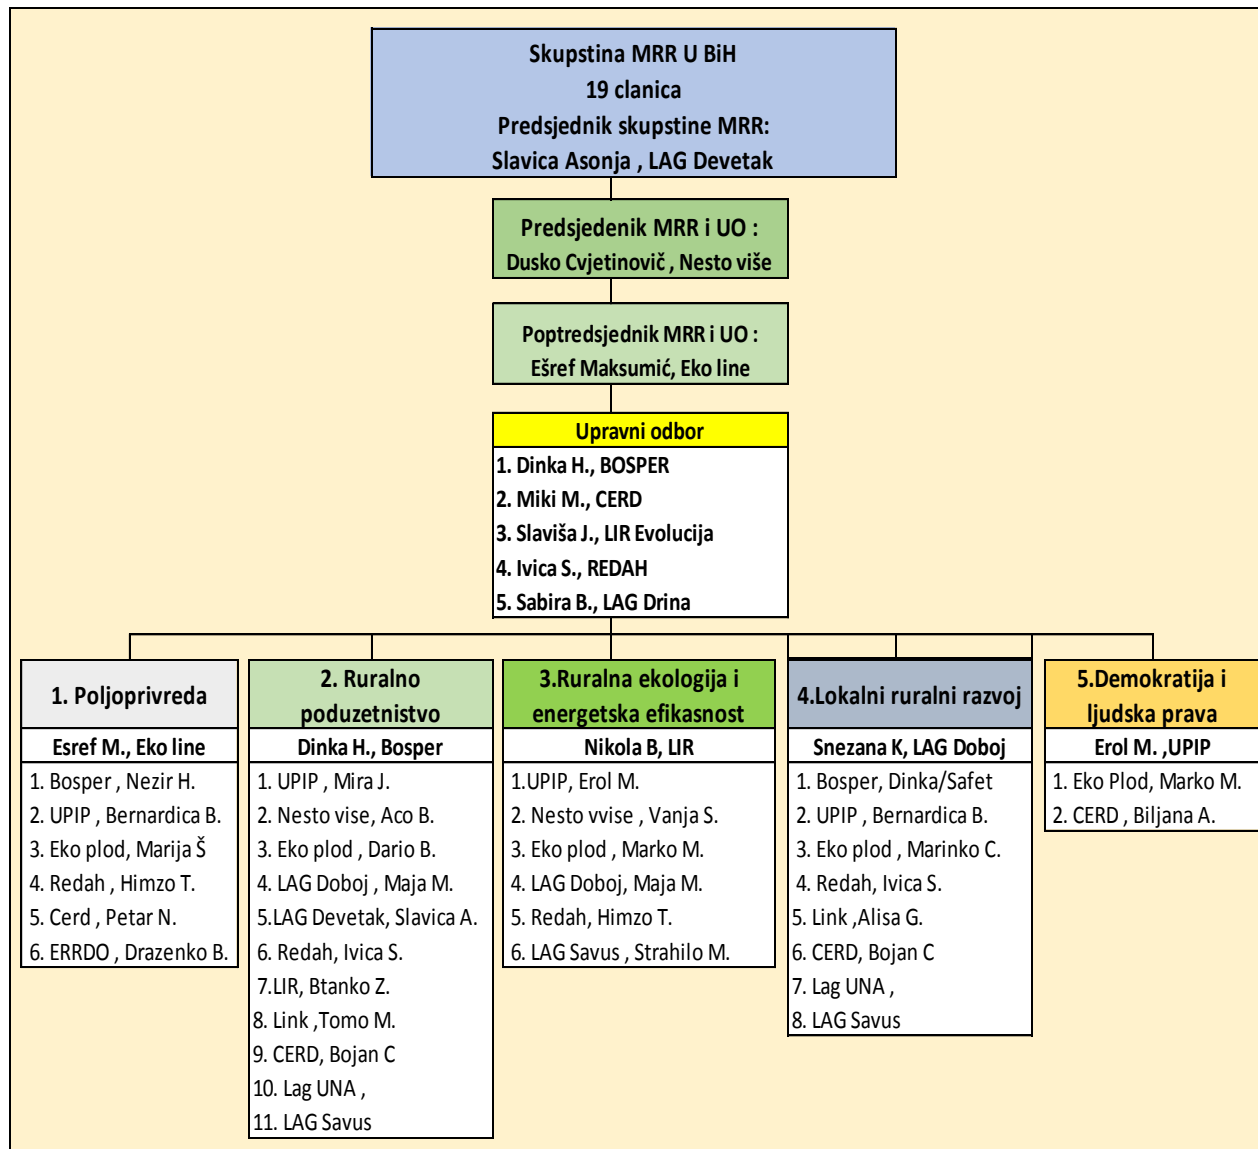 Skupstina MRR U BiH
19 clanica
Predsjednik skupstine MRR:
Slavica Asonja , LAG Devetak
Predsjedenik MRR i UO :
Dusko Cvjetinovič , Nesto više
Poptredsjednik MRR i UO :
Ešref Maksumić, Eko line
Upravni odbor
1. Dinka H., BOSPER
2. Miki M., CERD
3. Slaviša J., LIR Evolucija
4. Ivica S., REDAH
5. Sabira B., LAG Drina
1. Poljoprivreda
Esref M., Eko line
1. Bosper , Nezir H.
2. UPIP , Bernardica B.
3. Eko plod, Marija Š
4. Redah , Himzo T.
5. Cerd , Petar N.
6. ERRDO , Drazenko B.
2. Ruralno
poduzetnistvo
Dinka H., Bosper
1. UPIP , Mira J.
2. Nesto vise, Aco B.
3. Eko plod , Dario B.
4. LAG Doboj , Maja M.
5.LAG Devetak, Slavica A.
6. Redah, Ivica S.
7.LIR, Btanko Z.
8. Link ,Tomo M.
9. CERD, Bojan C
10. Lag UNA ,
11. LAG Savus
3.Ruralna ekologija i
energetska efikasnost
Nikola B, LIR
1.UPIP, Erol M.
2. Nesto vvise , Vanja S.
3. Eko plod , Marko M.
4. LAG Doboj, Maja M.
5. Redah, Himzo T.
6. LAG Savus , Strahilo M.
4.Lokalni ruralni razvoj
Snezana K, LAG Doboj
1. Bosper, Dinka/Safet
2. UPIP , Bernardica B.
3. Eko plod , Marinko C.
4. Redah, Ivica S.
5. Link ,Alisa G.
6. CERD, Bojan C
7. Lag UNA ,
8. LAG Savus
5.Demokratija i
ljudska prava
Erol M. ,UPIP
1. Eko Plod, Marko M.
2. CERD , Biljana A.